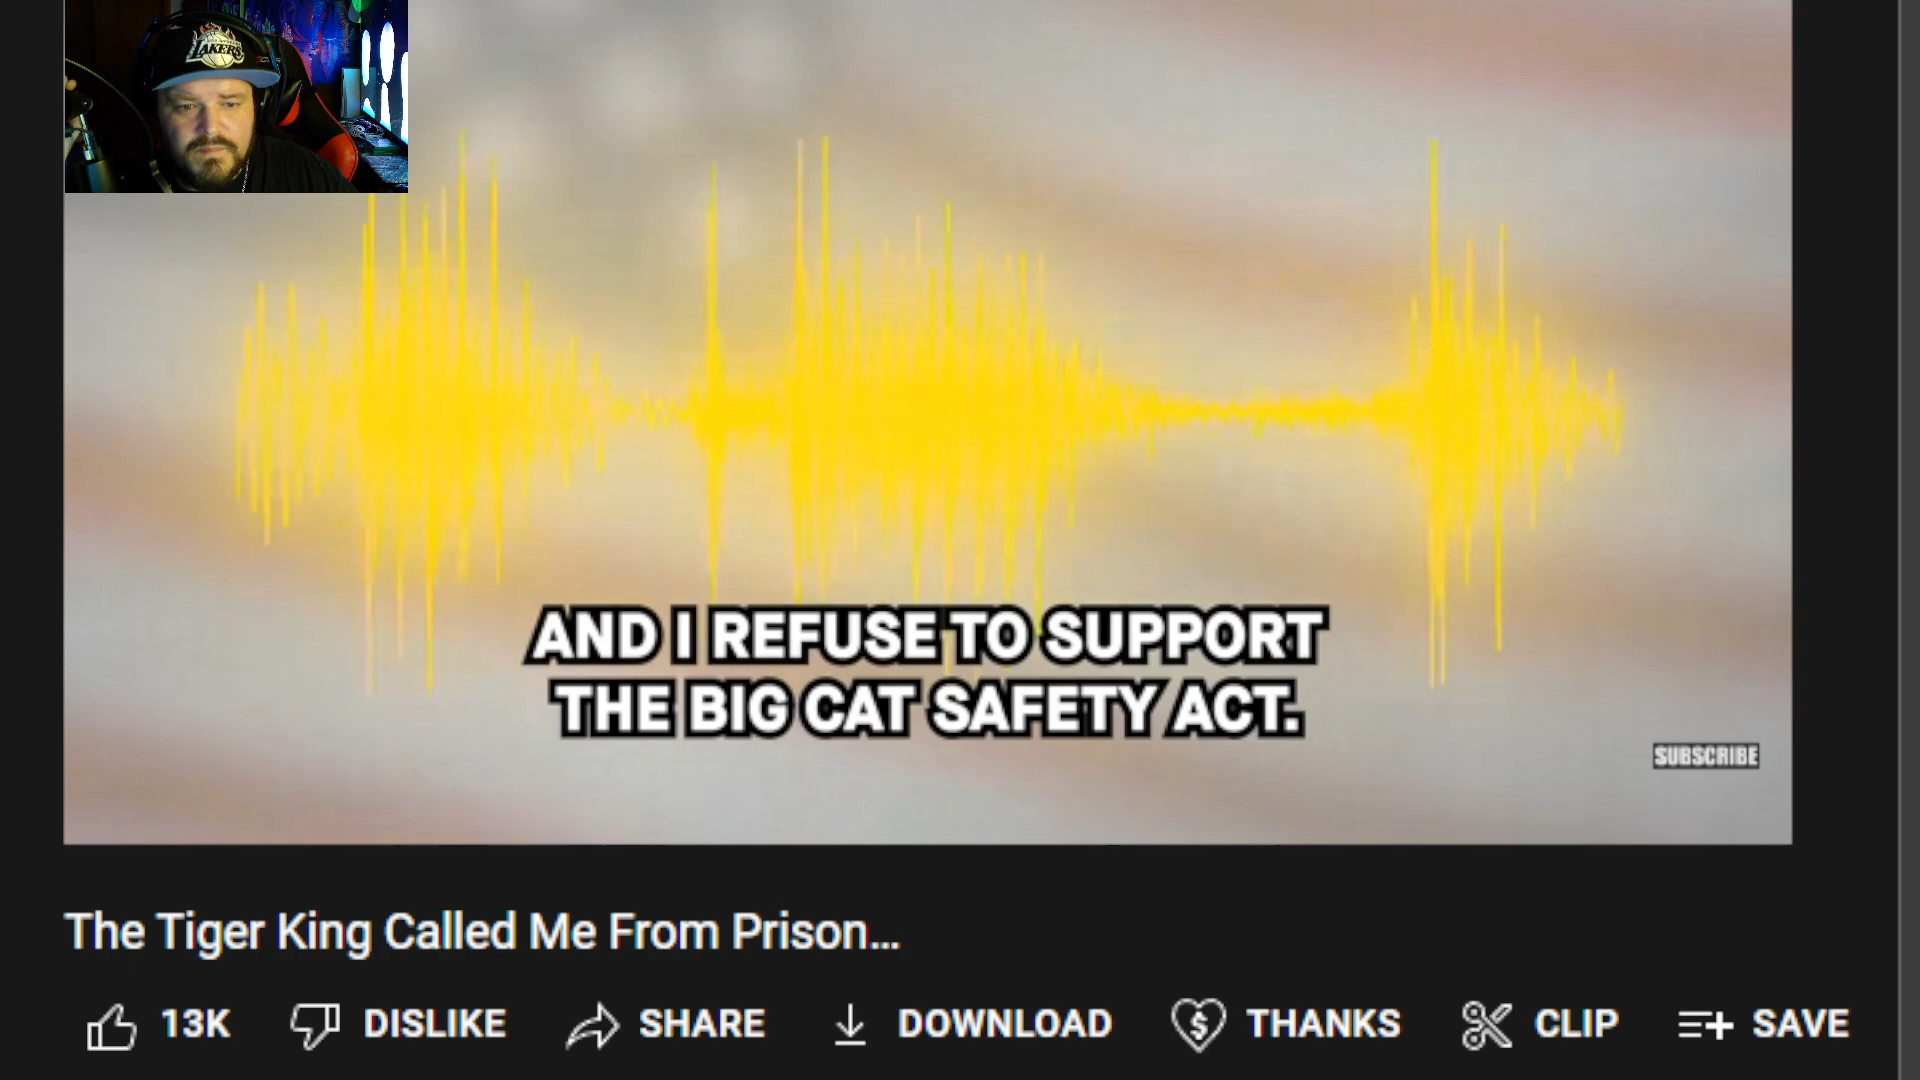 LAKERS
AND I REFUSE TO SUPPORT
THE BIG CAT SAFETY ACT.
SUBSCRIBE
The Tiger King Called Me From Prison...
13K DISLIKE SHARE DOWNLOAD THANKS CLIP SAVE